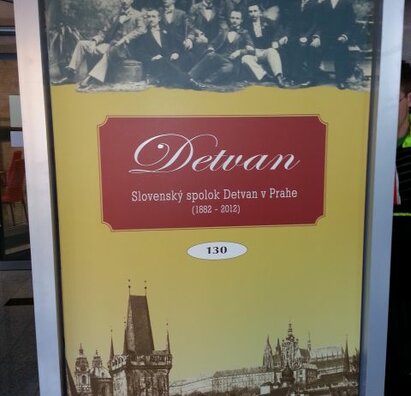 Detvan
Slovenský spolok Detvan v Prahe
(1882 - 2012)
130